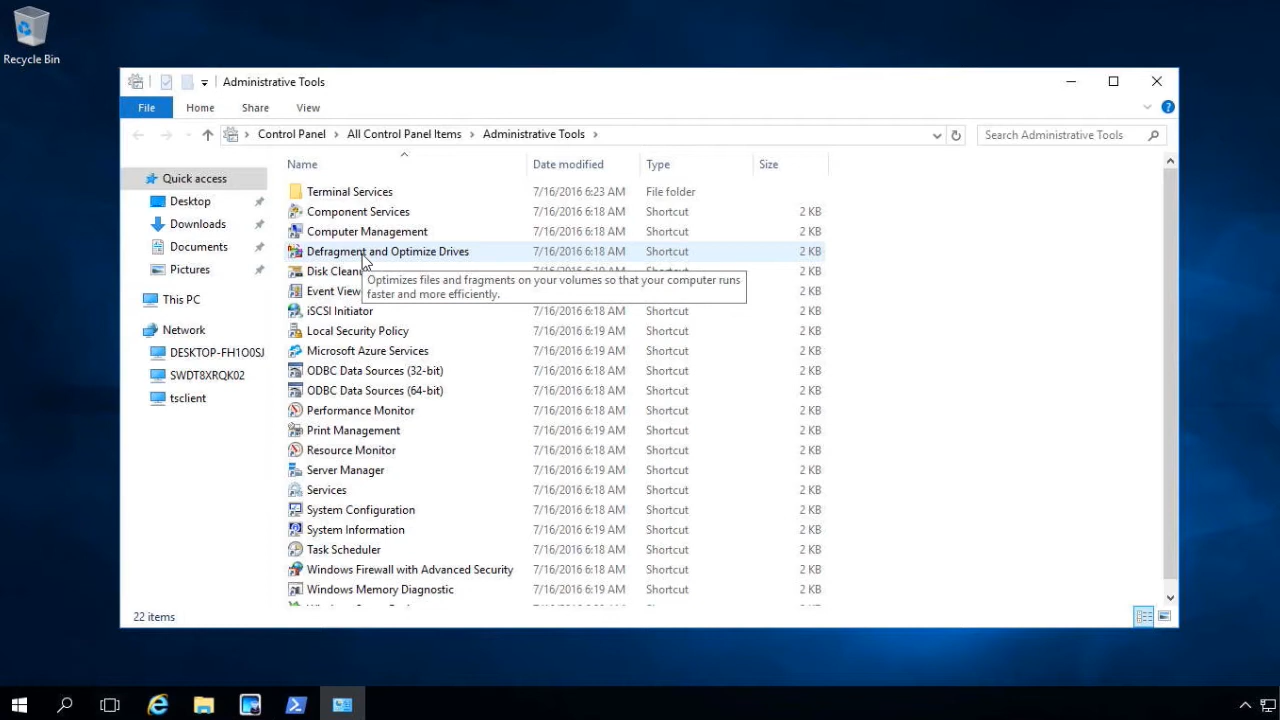 Recycle Bin
Administrative Tools
File Home Share View
Control Panel All Control Panel Items Administrative Tools Search Administrative Tools
Name Date modified Type Size
Quick access
Desktop
Downloads
Documents
Pictures
This PC
Network
DESKTOP-FH1O0SJ
SWDT8XRQK02
tsclient
Terminal Services 7/16/2016 6:23 AM File folder
Component Services 7/16/2016 6:18 AM Shortcut 2 KB
Computer Management 7/16/2016 6:18 AM Shortcut 2 KB
Defragment and Optimize Drives 7/16/2016 6:18 AM Shortcut 2 KB
Disk 2 KB
Optimizes files and fragments on your volumes so that your computer runs
faster and more efficiently.
Event 2 KB
iSCSI Initiator 7/16/2016 6:18 AM Shortcut 2 KB
Local Security Policy 7/16/2016 6:19 AM Shortcut 2 KB
Microsoft Azure Services 7/16/2016 6:19 AM Shortcut 2 KB
ODBC Data Sources (32-bit) 7/16/2016 6:18 AM Shortcut 2 KB
ODBC Data Sources (64-bit) 7/16/2016 6:18 AM Shortcut 2 KB
Performance Monitor 7/16/2016 6:18 AM Shortcut 2 KB
Print Management 7/16/2016 6:18 AM Shortcut 2 KB
Resource Monitor 7/16/2016 6:18 AM Shortcut 2 KB
Server Manager 7/16/2016 6:19 AM Shortcut 2 KB
Services 7/16/2016 6:18 AM Shortcut 2 KB
System Configuration 7/16/2016 6:18 AM Shortcut 2 KB
System Information 7/16/2016 6:19 AM Shortcut 2 KB
Task Scheduler 7/16/2016 6:18 AM Shortcut 2 KB
Windows Firewall with Advanced Security 7/16/2016 6:18 AM Shortcut 2 KB
Windows Memory Diagnostic 7/16/2016 6:18 AM Shortcut 2 KB
22 items